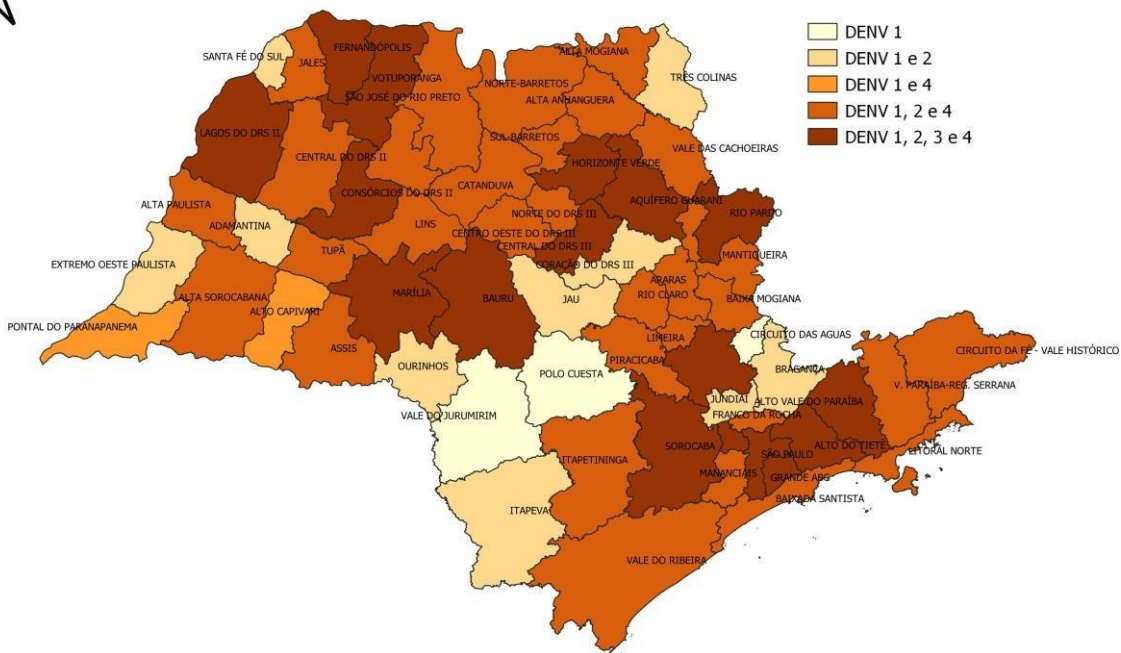 DENV 1
DENV 1 e 2
DENV 1 e 4
DENV 1, 2 e 4
DENV 1, 2, 3 e 4
SANTA FÉ DO SUL
JALES
FERNANDÓPOLIS
VOTUPORANGA
SÃO JOSÉ DO RIO PRETO
ALTA MOGIANA
TRÊS COLINAS
NORTE-BARRETOS
ALTA ANHANGUERA
LAGOS DO DRS II
SUL-BARRETOS
CENTRAL DO DRS II
HORIZONTE VERDE
VALE DAS CACHOEIRAS
CONSÓRCIOS DO DRS II
CATANDUVA
AQUÍFERO GUARANI
ALTA PAULISTA
NORTE DO DRS III
RIO PARDO
ADAMANTINA
LINS
CENTRO OESTE DO DRS III
TUPÃ
CENTRAL DO DRS III
MANTIQUEIRA
EXTREMO OESTE PAULISTA
CORAÇÃO DO DRS III
ARARAS
MARÍLIA
RIO CLARO
ALTA SOROCABANA
BAURU
JAU
BAIXA MOGIANA
ALTO CAPIVARI
PONTAL DO PARANAPANEMA
CIRCUITO DAS AGUAS
LIMEIRA
ASSIS
CIRCUITO DA FÉ - VALE HISTÓRICO
PIRACICABA
OURINHOS
BRAGANÇA
POLO CUESTA
V. PARAÍBA-REG. SERRANA
JUNDIAÍ
ALTO VALE DO PARAÍBA
VALE DO JURUMIRIM
FRANCO DA ROCHA
SOROCABA
ALTO DO TIETÊ
LITORAL NORTE
SÃO PAULO
ITAPETININGA
MANANCIAIS
GRANDE ABC
BAIXADA SANTISTA
ITAPEVA
VALE DO RIBEIRA